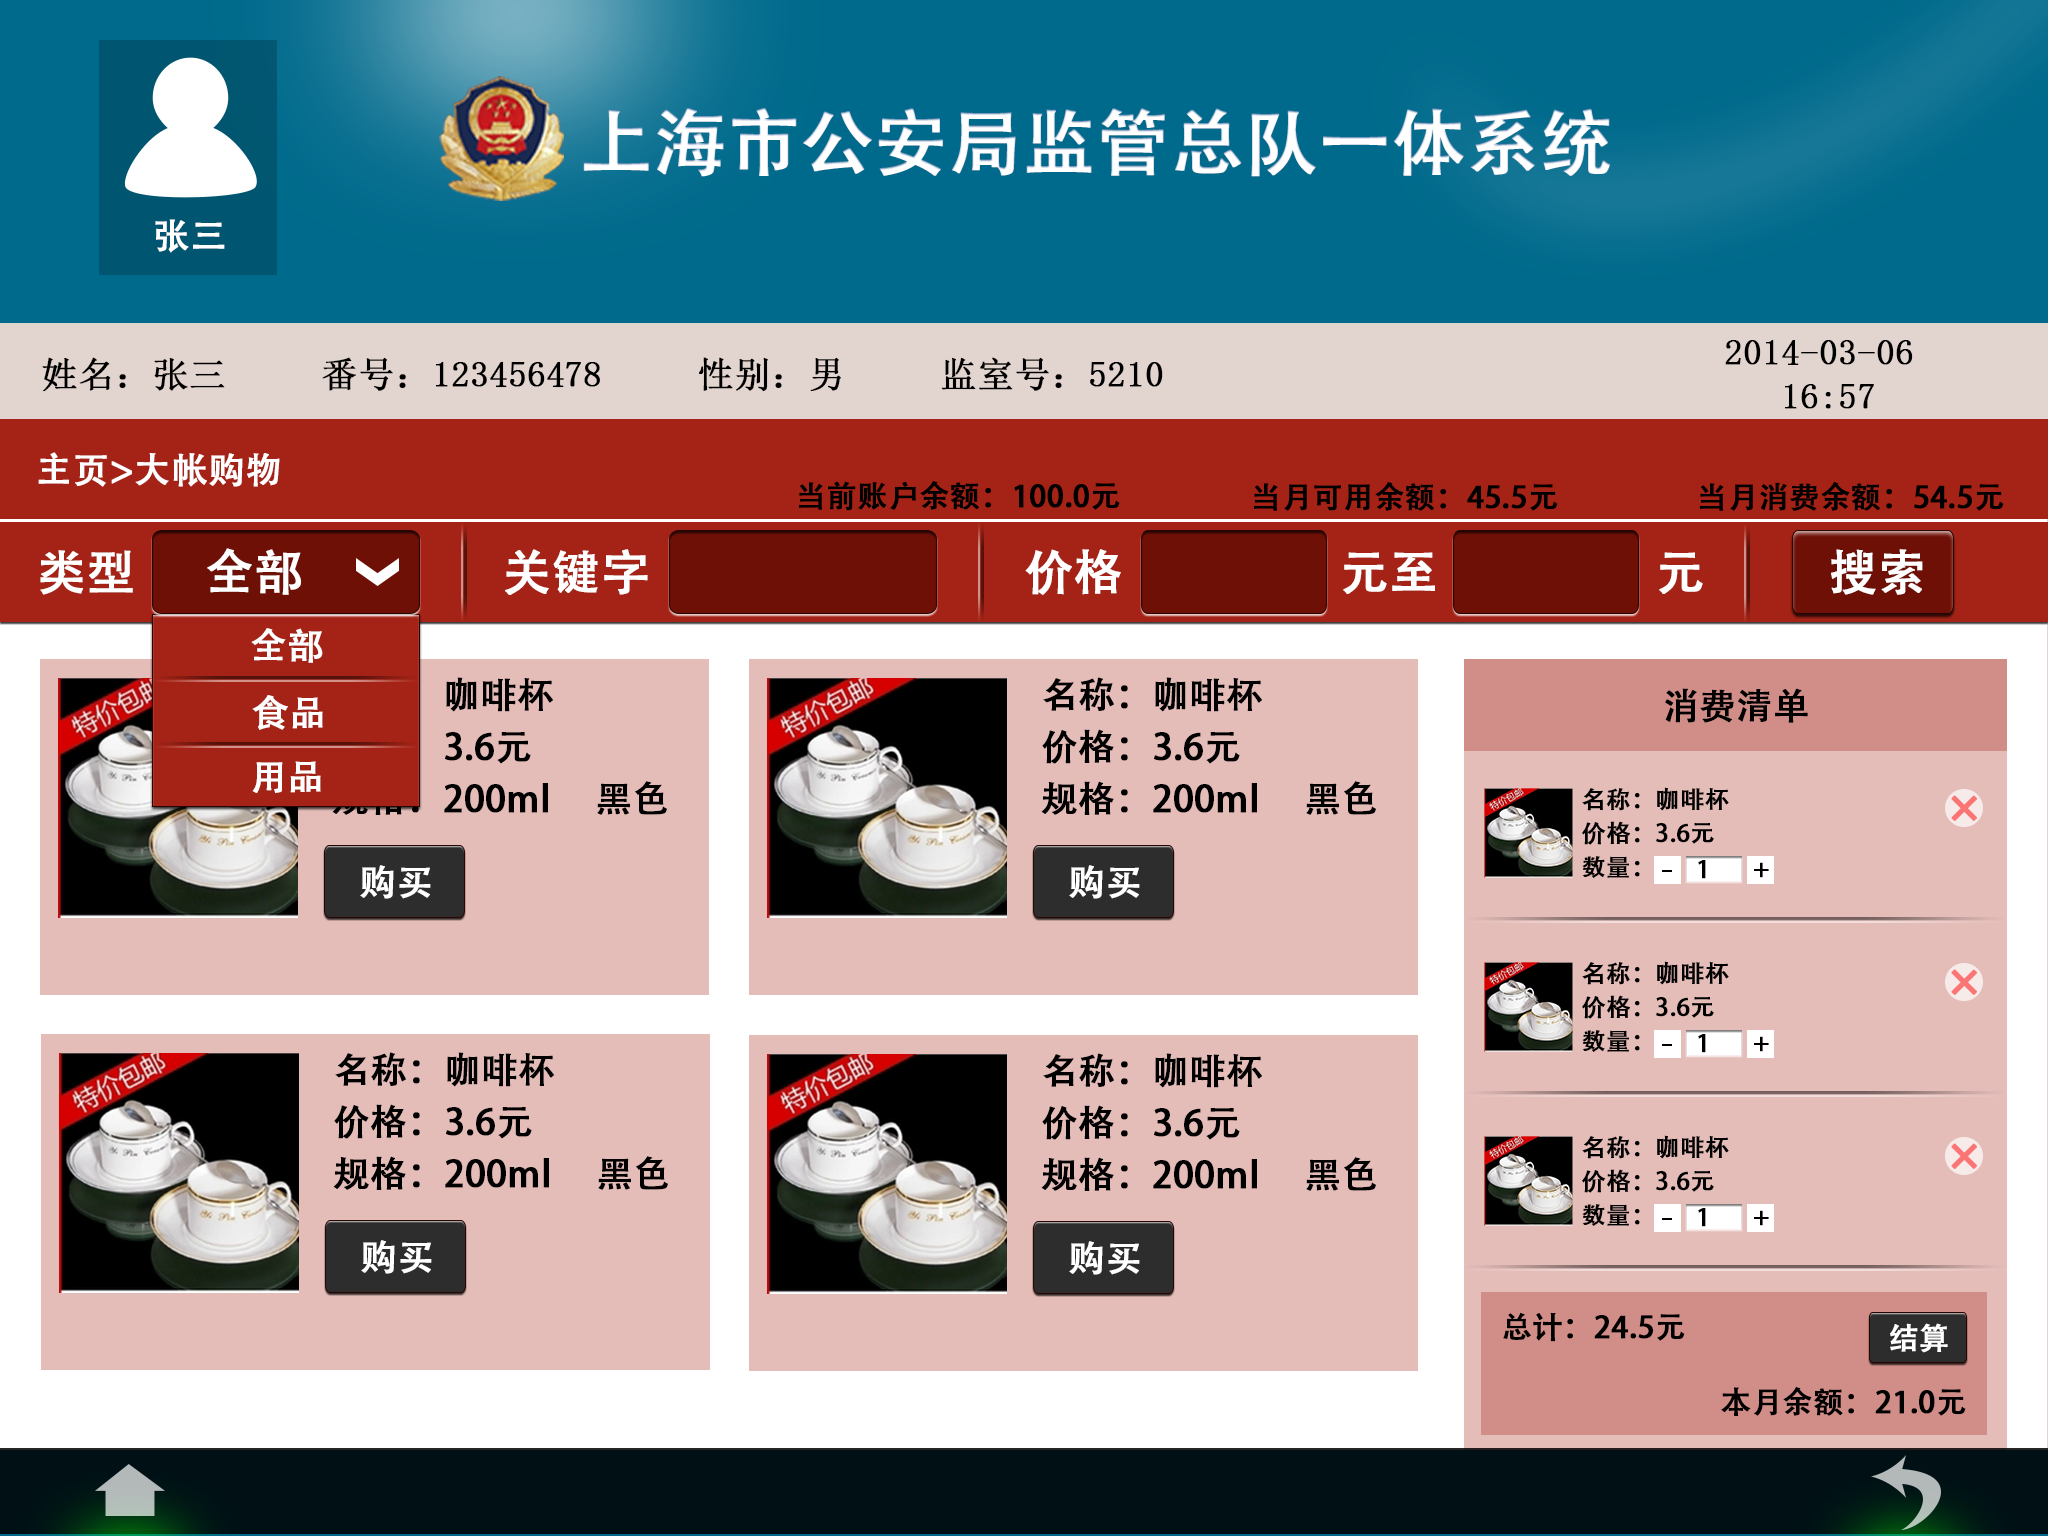 张三
上海市公安局监管总队一体系统
姓名：张三 番号：123456478 性别：男 监室号：5210
2014-03-06
16:57
主页>大帐购物
当前账户余额：100.0元 当月可用余额：45.5元 当月消费余额：54.5元
类型 全部 关键字 价格 元至 元 搜索
全部
食品
用品
特价包邮
咖啡杯
3.6元
规格：200ml 黑色
购买
特价包邮
名称：咖啡杯
价格：3.6元
规格：200ml 黑色
购买
特价包邮
名称：咖啡杯
价格：3.6元
规格：200ml 黑色
购买
特价包邮
名称：咖啡杯
价格：3.6元
规格：200ml 黑色
购买
消费清单
特价包邮
名称：咖啡杯
价格：3.6元
数量：- 1 +
特价包邮
名称：咖啡杯
价格：3.6元
数量：- 1 +
特价包邮
名称：咖啡杯
价格：3.6元
数量：- 1 +
总计：24.5元
结算
本月余额：21.0元